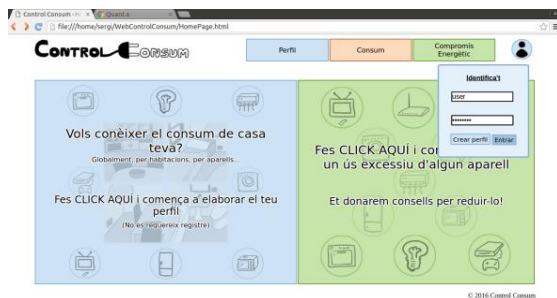 Control Consum - H
Quant a
file:///home/sergi/WebControlConsum/HomePage.html
CONTROL CONSUM
Perfil
Consum
Compromís
Energètic
Identifica't
user
Crear perfil
Entrar
Vols conèixer el consum de casa
teva?
Globalment, per habitacions, per aparells...
Fes CLICK AQUÍ i comença a elaborar el teu
perfil
(No es requereix registre)
Fes CLICK AQUÍ i
un ús excessiu d'algun aparell
Et donarem consells per reduir-lo!
© 2016 Control Consum